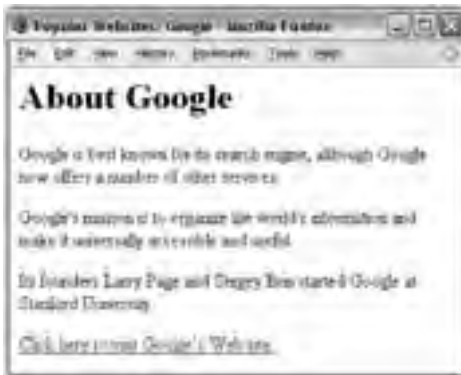 Popular Websites: Google - Mozilla Firefox
File Edit View History Bookmarks Tools Help
About Google
Google is best known for its search engine, although Google
now offers a number of other services.
Google's mission is to organize the world's information and
make it universally accessible and useful.
Its founders Larry Page and Sergey Brin started Google at
Stanford University.
Click here to visit Google's Website.